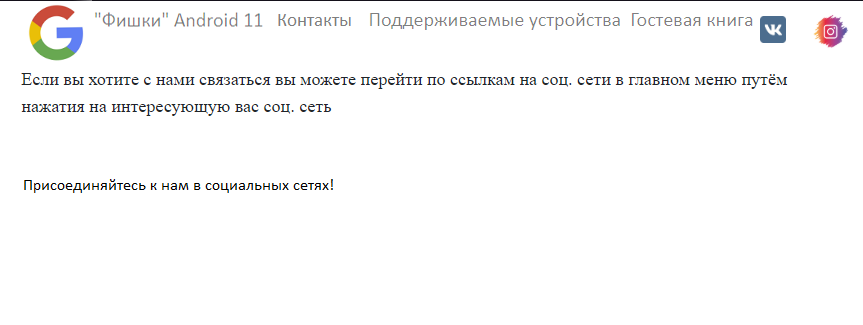 "Фишки" Android 11 Контакты Поддерживаемые устройства Гостевая книга
Если вы хотите с нами связаться вы можете перейти по ссылкам на соц. сети в главном меню путём
нажатия на интересующую вас соц. сеть
Присоединяйтесь к нам в социальных сетях!